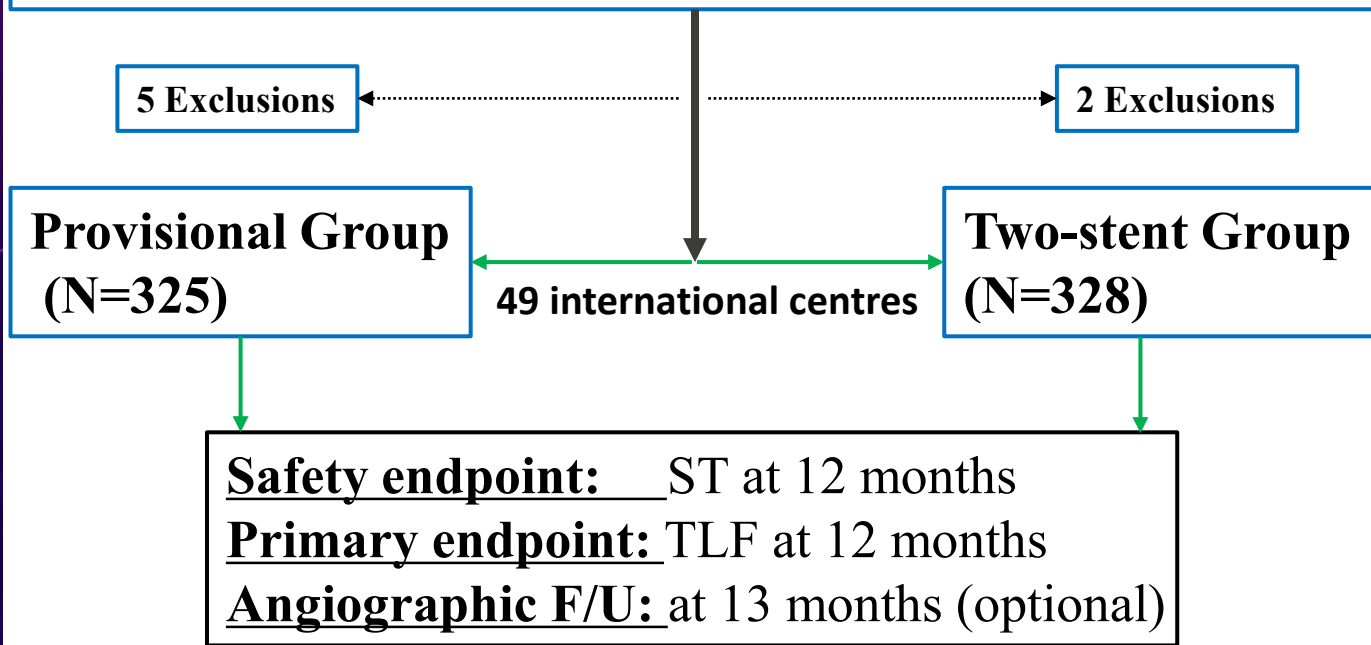 5 Exclusions
2 Exclusions
Provisional Group
(N=325)
Two-stent Group
(N=328)
49 international centres
Safety endpoint: ST at 12 months
Primary endpoint: TLF at 12 months
Angiographic F/U: at 13 months (optional)